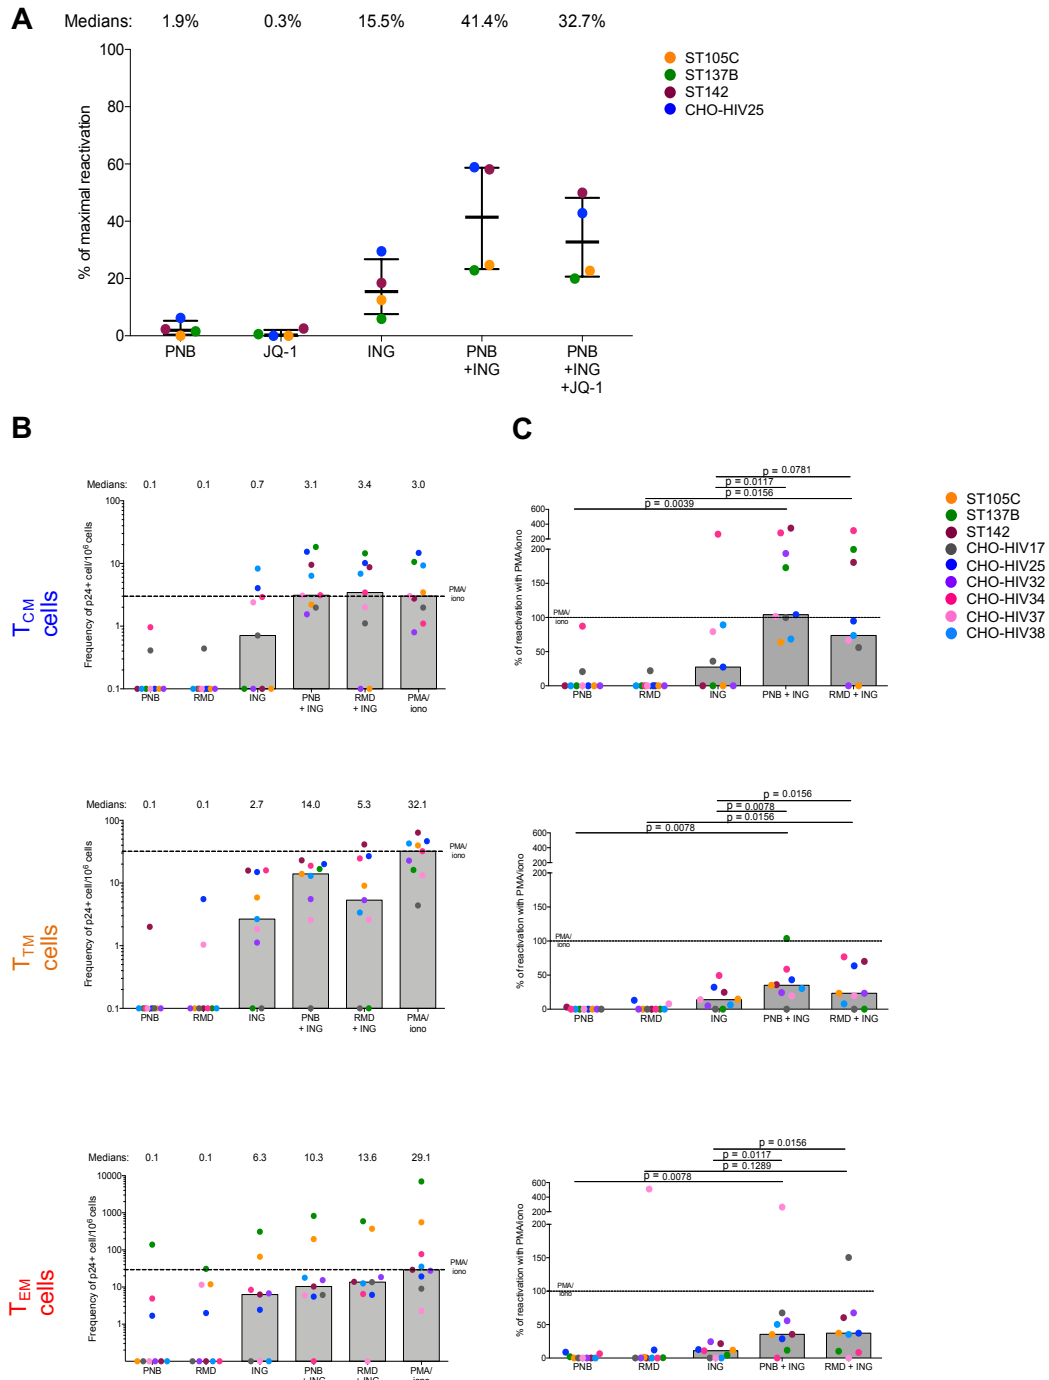 A
Medians: 1.9% 0.3% 15.5% 41.4% 32.7%
100
80
60
40
20
0
% of maximal reactivation
PNB JQ-1 ING PNB PNB
+ING +ING
+JQ-1
ST105C
ST137B
ST142
CHO-HIV25
B
C
TCM
cells
Medians: 0.1 0.1 0.7 3.1 3.4 3.0
100
10
1
0.1
Frequency of p24+ cell/10⁶ cells
PMA/
iono
PNB RMD ING PNB RMD PMA/
+ ING + ING iono
p = 0.0781
p = 0.0117
p = 0.0156
p = 0.0039
600
400
200
200
150
100
50
0
% of reactivation with PMA/iono
PMA/
iono
PNB RMD ING PNB + ING RMD + ING
ST105C
ST137B
ST142
CHO-HIV17
CHO-HIV25
CHO-HIV32
CHO-HIV34
CHO-HIV37
CHO-HIV38
TTM
cells
Medians: 0.1 0.1 2.7 14.0 5.3 32.1
100
10
1
0.1
Frequency of p24+ cell/10⁶ cells
PMA/
iono
PNB RMD ING PNB RMD PMA/
+ ING + ING iono
p = 0.0156
p = 0.0078
p = 0.0156
p = 0.0078
600
400
200
200
150
100
50
0
% of reactivation with PMA/iono
PMA/
iono
PNB RMD ING PNB + ING RMD + ING
TEM
cells
Medians: 0.1 0.1 6.3 10.3 13.6 29.1
10000
1000
100
10
1
Frequency of p24+ cell/10⁶ cells
PMA/
iono
PNB RMD ING PNB RMD PMA/
+ ING + ING iono
p = 0.0156
p = 0.0117
p = 0.1289
p = 0.0078
600
400
200
200
150
100
50
0
% of reactivation with PMA/iono
PMA/
iono
PNB RMD ING PNB + ING RMD + ING